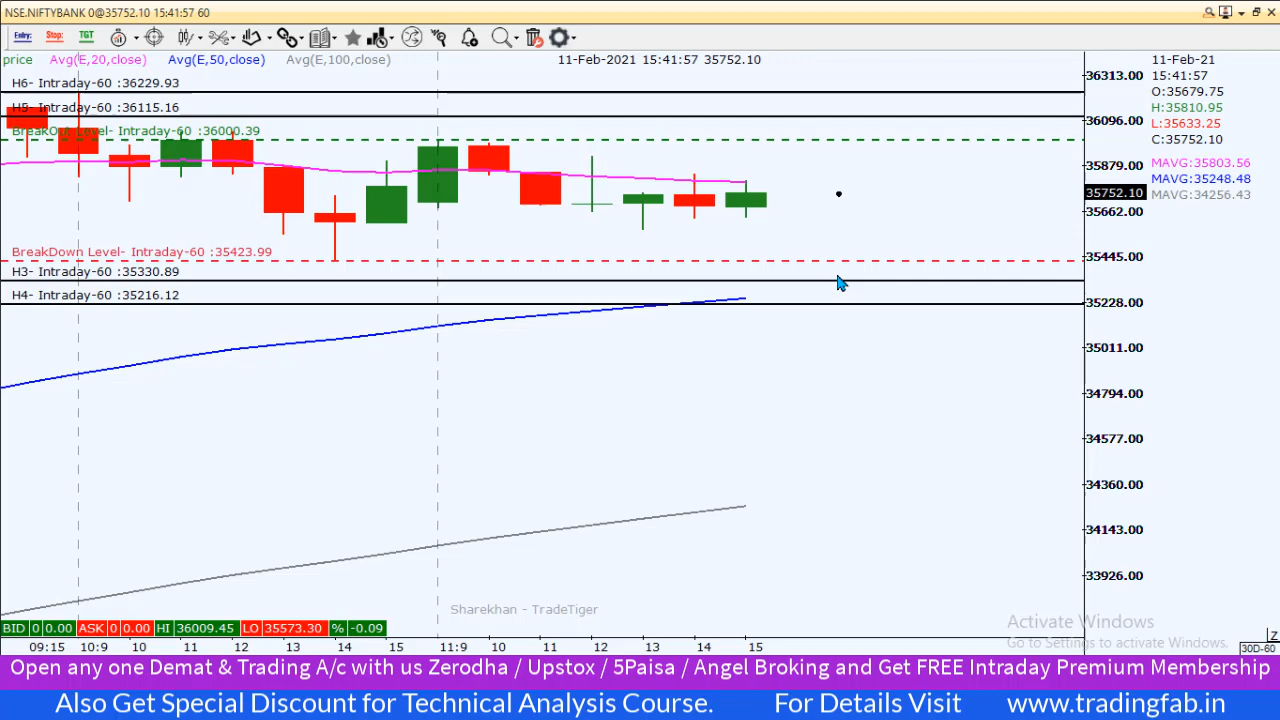 NSE.NIFTYBANK 0@35752.10 15:41:57 60
Entry: Stop: TGT
price Avg(E,20,close) Avg(E,50,close) Avg(E,100,close) 11-Feb-2021 15:41:57 35752.10
11-Feb-21
15:41:57
O:35679.75
H:35810.95
L:35633.25
C:35752.10
MAVG:35803.56
MAVG:35248.48
MAVG:34256.43
H6- Intraday-60 :36229.93
H5- Intraday-60 :36115.16
BreakOut Level- Intraday-60 :36000.39
BreakDown Level- Intraday-60 :35423.99
H3- Intraday-60 :35330.89
H4- Intraday-60 :35216.12
36313.00
36096.00
35879.00
35752.10
35662.00
35445.00
35228.00
35011.00
34794.00
34577.00
34360.00
34143.00
33926.00
Sharekhan - TradeTiger
Activate Windows
Go to Settings to activate Windows.
BID 0 0.00 ASK 0 0.00 HI 36009.45 LO 35573.30 % -0.09
Z
09:15 10:9 10 11 12 13 14 15 11:9 10 11 12 13 14 15 30D-60
Open any one Demat & Trading A/c with us Zerodha / Upstox / 5Paisa / Angel Broking and Get FREE Intraday Premium Membership
Also Get Special Discount for Technical Analysis Course. For Details Visit www.tradingfab.in